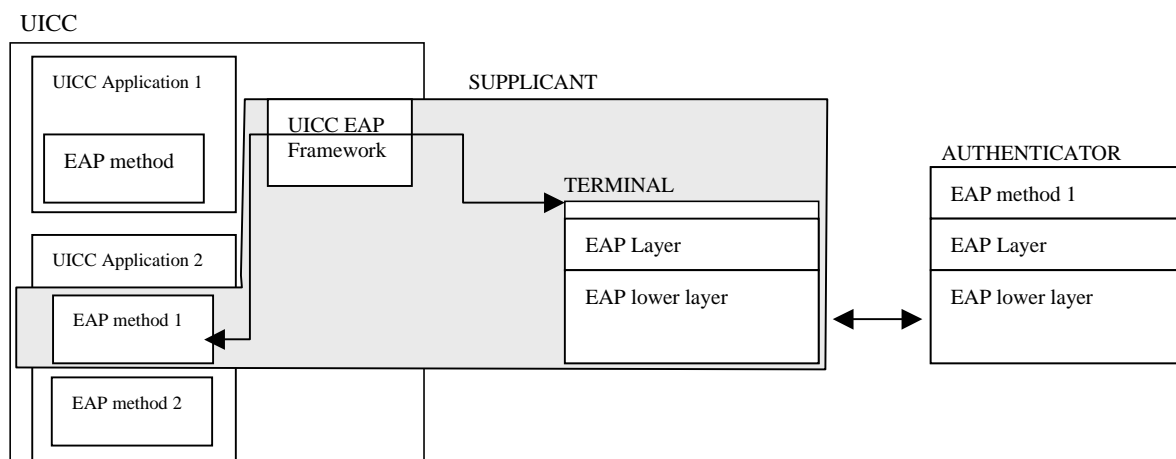 UICC
UICC Application 1
EAP method
UICC Application 2
EAP method 1
EAP method 2
SUPPLICANT
UICC EAP
Framework
TERMINAL
EAP Layer
EAP lower layer
AUTHENTICATOR
EAP method 1
EAP Layer
EAP lower layer